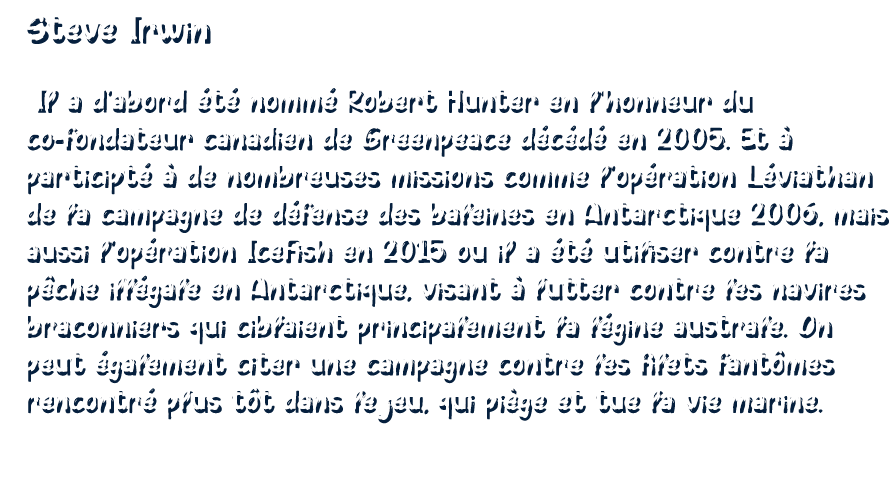 Steve Irwin
Il a d'abord été nommé Robert Hunter en l'honneur du
co-fondateur canadien de Greenpeace décédé en 2005. Et à
participté à de nombreuses missions comme l'opération Léviathan
de la campagne de défense des baleines en Antarctique 2006, mais
aussi l'opération IceFish en 2015 ou il a été utiliser contre la
pêche illégale en Antarctique, visant à lutter contre les navires
braconniers qui ciblaient principalement la légine australe. On
peut également citer une campagne contre les filets fantômes
rencontré plus tôt dans le jeu, qui piège et tue la vie marine.